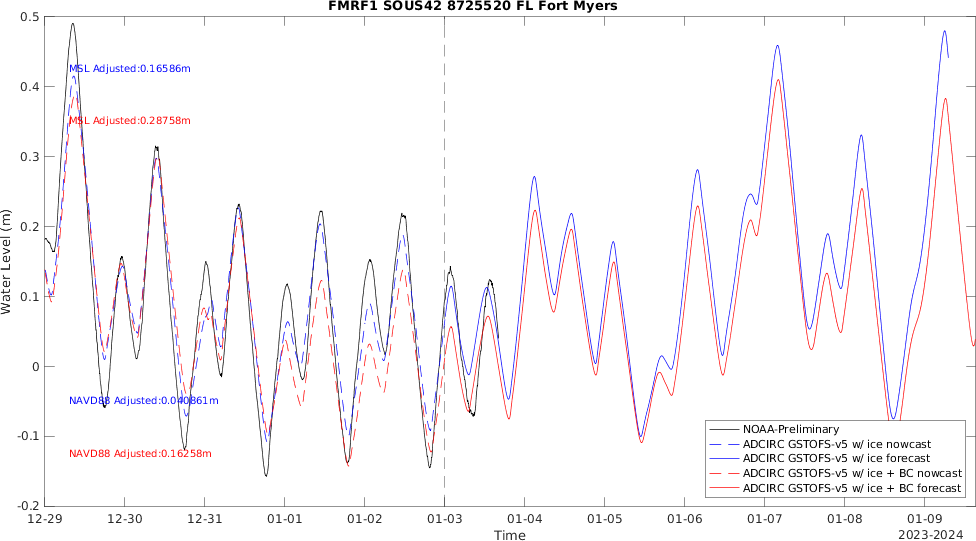 FMRF1 SOUS42 8725520 FL Fort Myers
0.5
0.4
0.3
0.2
0.1
0
-0.1
-0.2
Water Level (m)
MSL Adjusted:0.16586m
MSL Adjusted:0.28758m
NAVD88 Adjusted:0.040861m
NAVD88 Adjusted:0.16258m
NOAA-Preliminary
ADCIRC GSTOFS-v5 w/ ice nowcast
ADCIRC GSTOFS-v5 w/ ice forecast
ADCIRC GSTOFS-v5 w/ ice + BC nowcast
ADCIRC GSTOFS-v5 w/ ice + BC forecast
12-29 12-30 12-31 01-01 01-02 01-03 01-04 01-05 01-06 01-07 01-08 01-09
Time
2023-2024